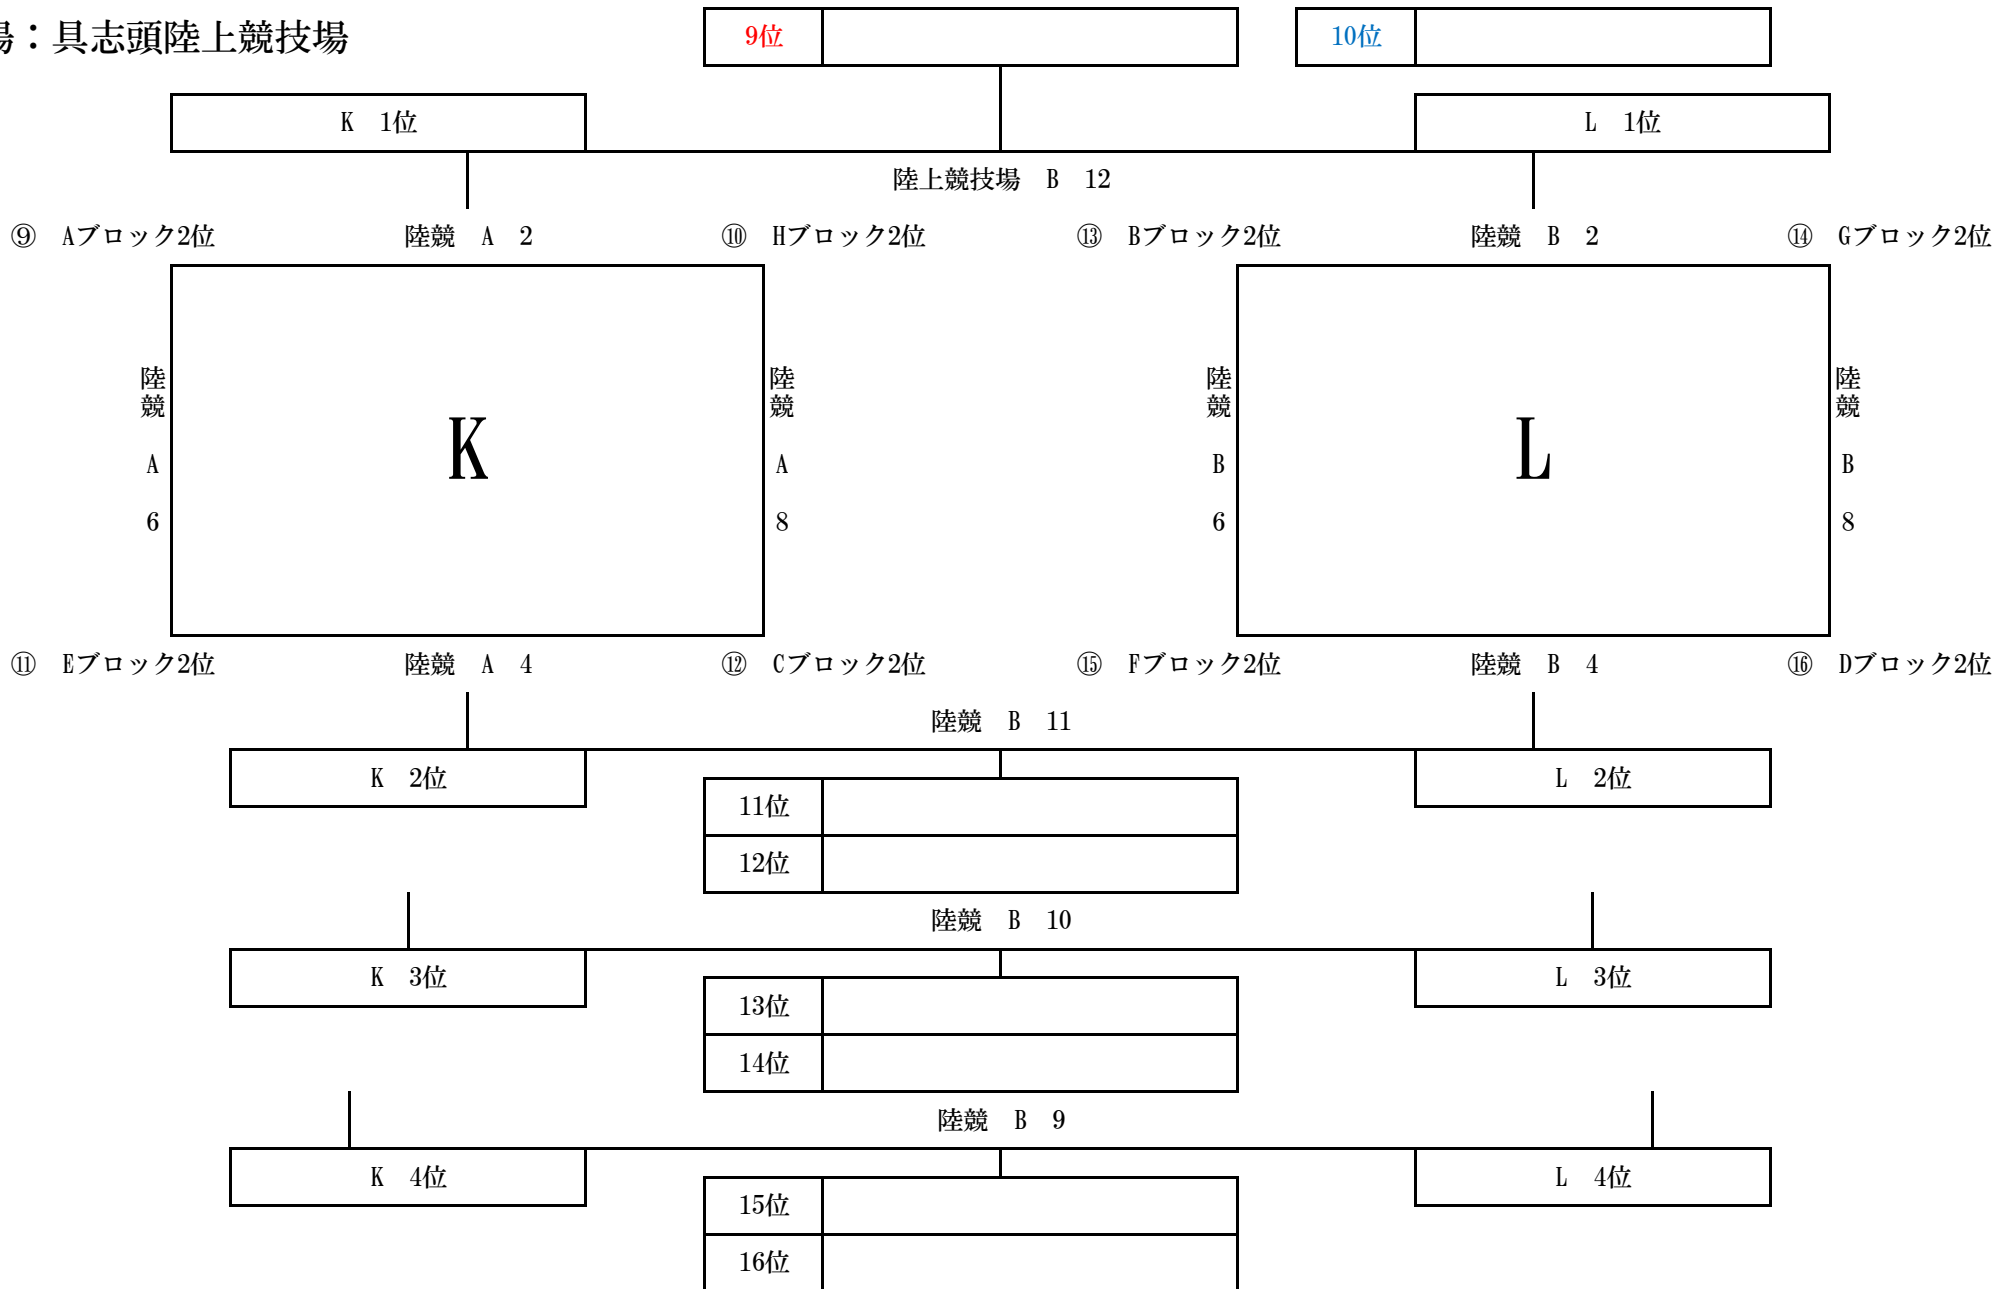 場：具志頭陸上競技場
9位
10位
K　1位
L　1位
陸上競技場　B　12
⑨　Aブロック2位　陸競　A　2　⑩　Hブロック2位　⑬　Bブロック2位　陸競　B　2　⑭　Gブロック2位
陸競　A　6
K
陸競　A　8
陸競　B　6
L
陸競　B　8
⑪　Eブロック2位　陸競　A　4　⑫　Cブロック2位　⑮　Fブロック2位　陸競　B　4　⑯　Dブロック2位
陸競　B　11
K　2位
L　2位
11位
12位
陸競　B　10
K　3位
L　3位
13位
14位
陸競　B　9
K　4位
L　4位
15位
16位